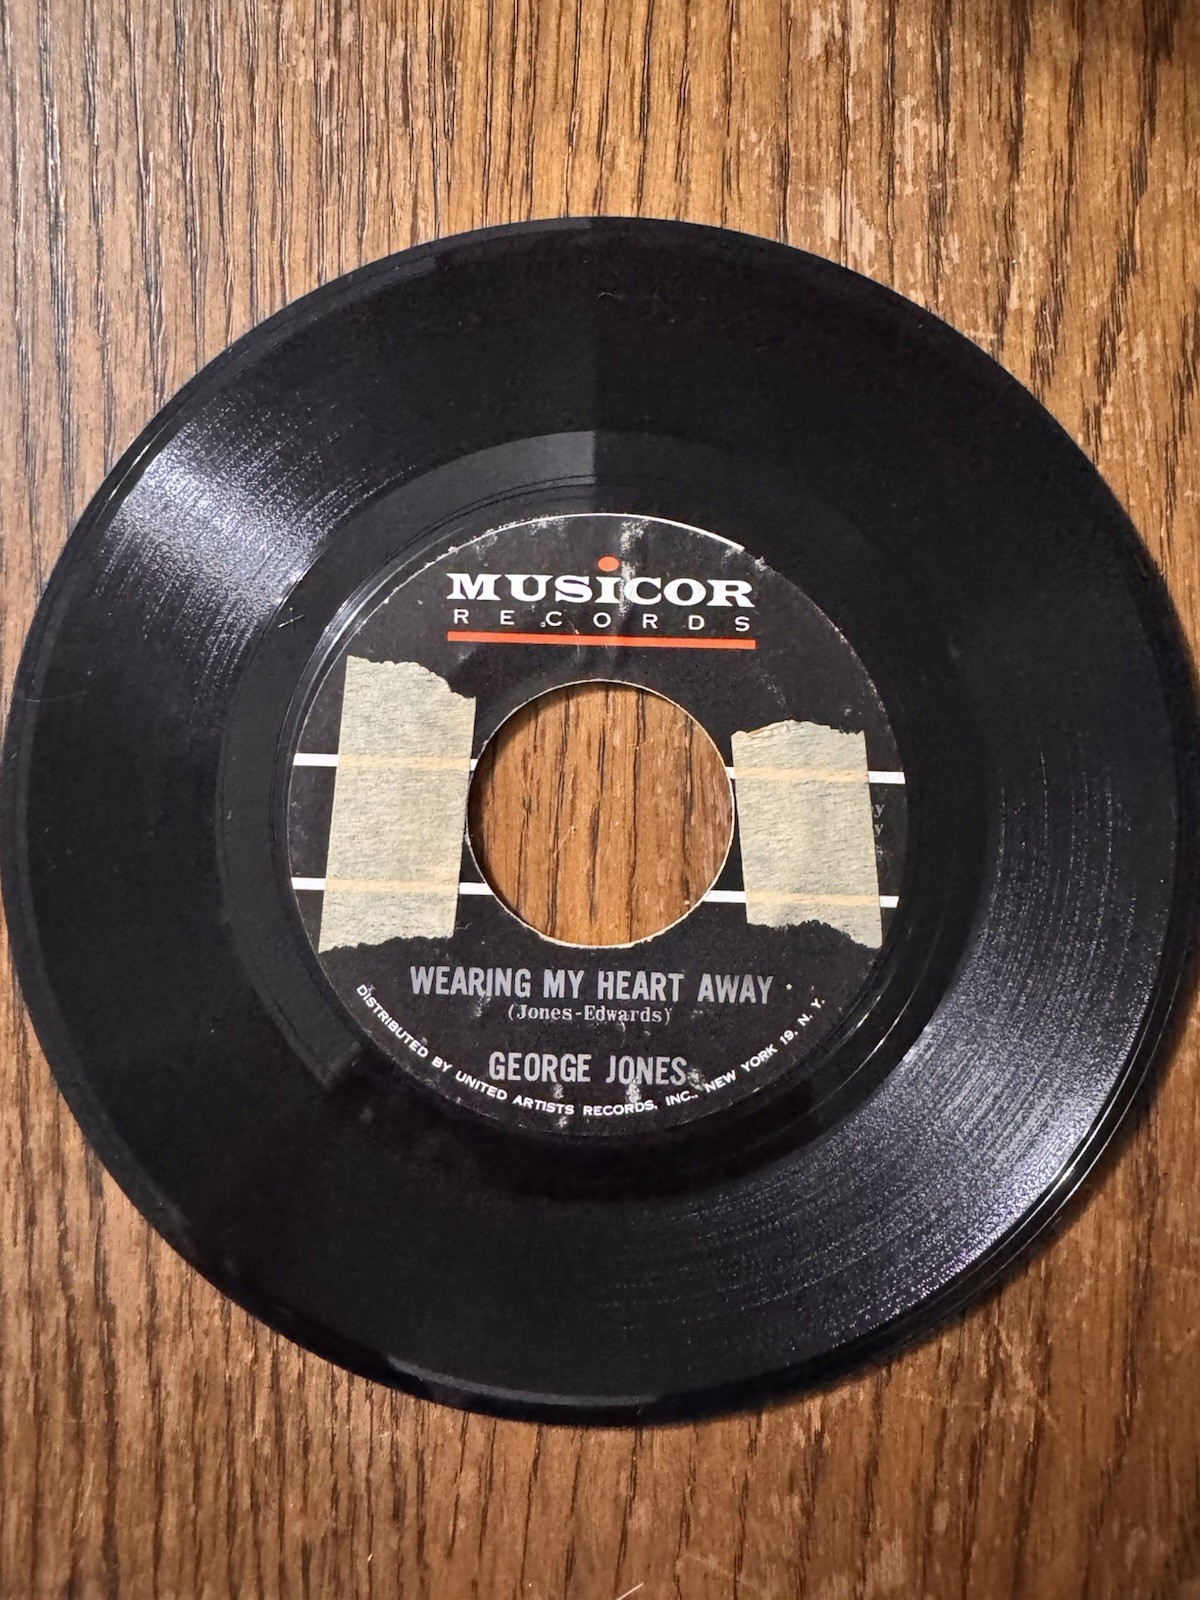 MUSiCOR
RECORDS
WEARING MY HEART AWAY
(Jones-Edwards)
GEORGE JONES
DISTRIBUTED BY UNITED ARTISTS RECORDS, INC., NEW YORK 19, N. Y.